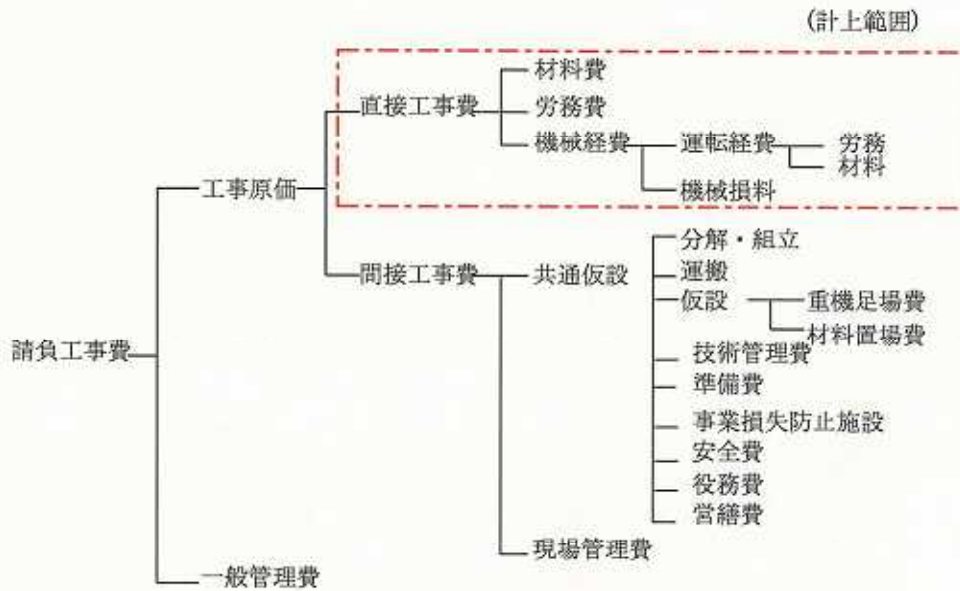 (計上範囲)
材料費
直接工事費
労務費
機械経費
運転経費
労務
材料
機械損料
工事原価
分解・組立
間接工事費
共通仮設
運搬
仮設
重機足場費
材料置場費
請負工事費
技術管理費
準備費
事業損失防止施設
安全費
役務費
営繕費
現場管理費
一般管理費